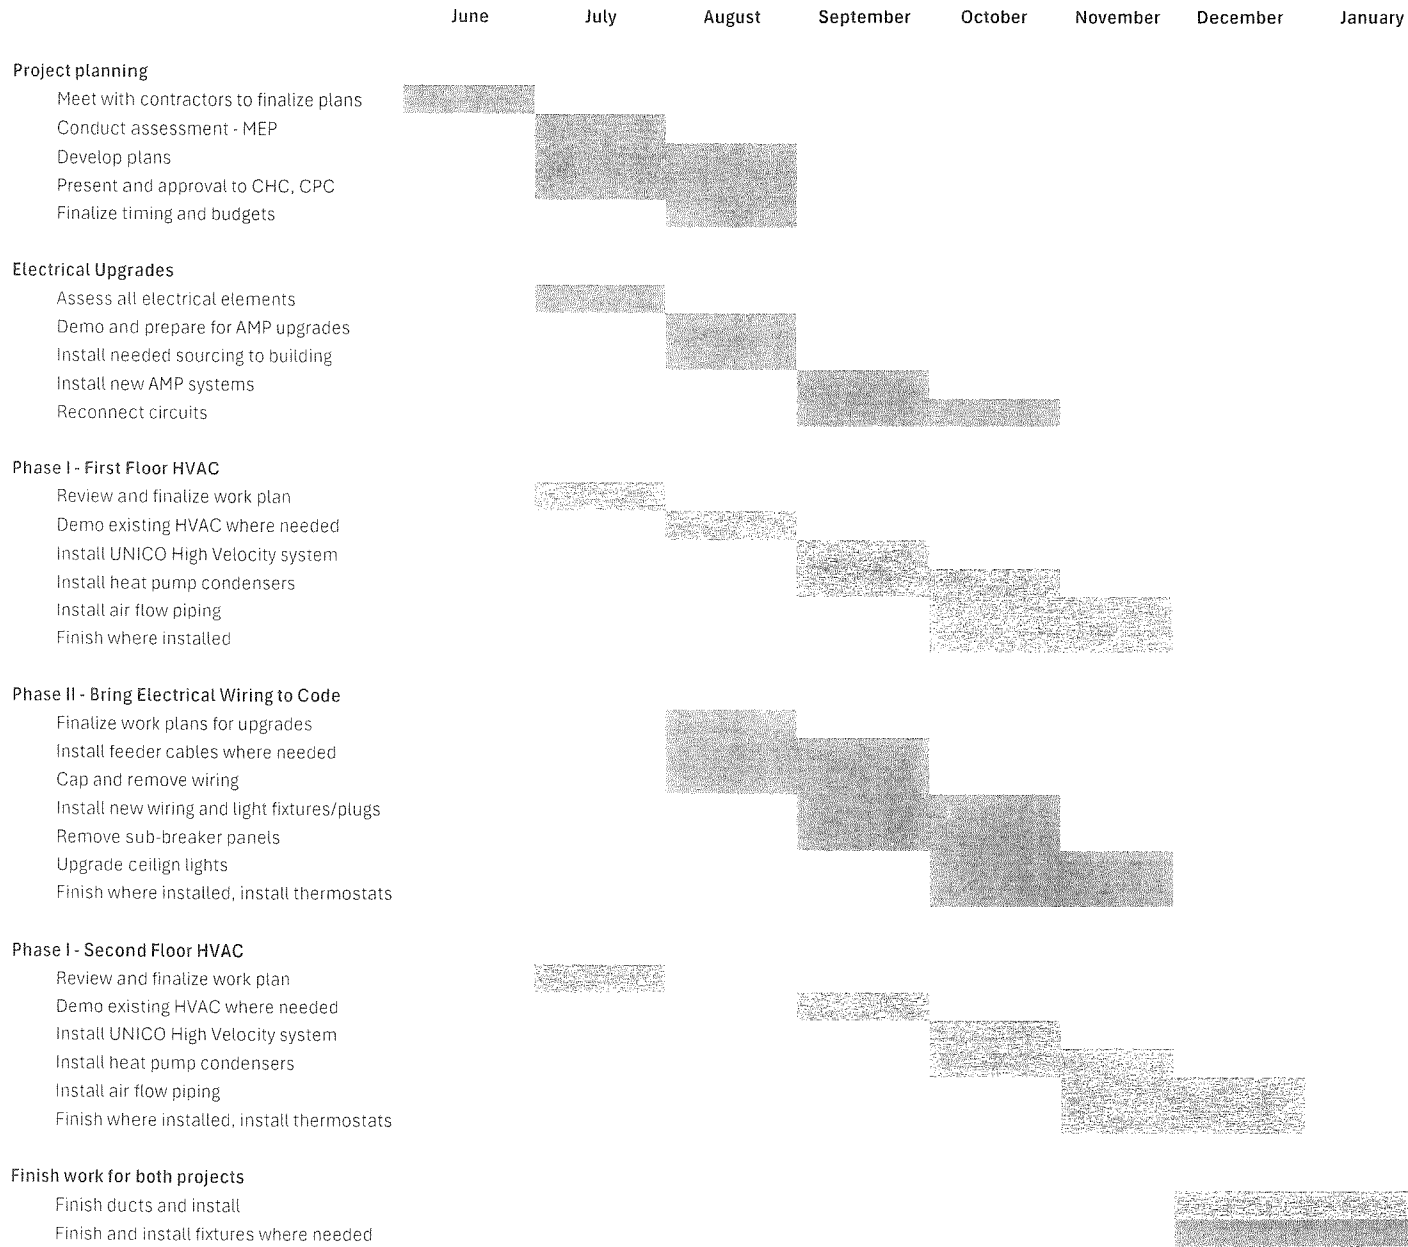 June July August September October November December January
Project planning
Meet with contractors to finalize plans
Conduct assessment - MEP
Develop plans
Present and approval to CHC, CPC
Finalize timing and budgets
Electrical Upgrades
Assess all electrical elements
Demo and prepare for AMP upgrades
Install needed sourcing to building
Install new AMP systems
Reconnect circuits
Phase I - First Floor HVAC
Review and finalize work plan
Demo existing HVAC where needed
Install UNICO High Velocity system
Install heat pump condensers
Install air flow piping
Finish where installed
Phase II - Bring Electrical Wiring to Code
Finalize work plans for upgrades
Install feeder cables where needed
Cap and remove wiring
Install new wiring and light fixtures/plugs
Remove sub-breaker panels
Upgrade ceilign lights
Finish where installed, install thermostats
Phase I - Second Floor HVAC
Review and finalize work plan
Demo existing HVAC where needed
Install UNICO High Velocity system
Install heat pump condensers
Install air flow piping
Finish where installed, install thermostats
Finish work for both projects
Finish ducts and install
Finish and install fixtures where needed